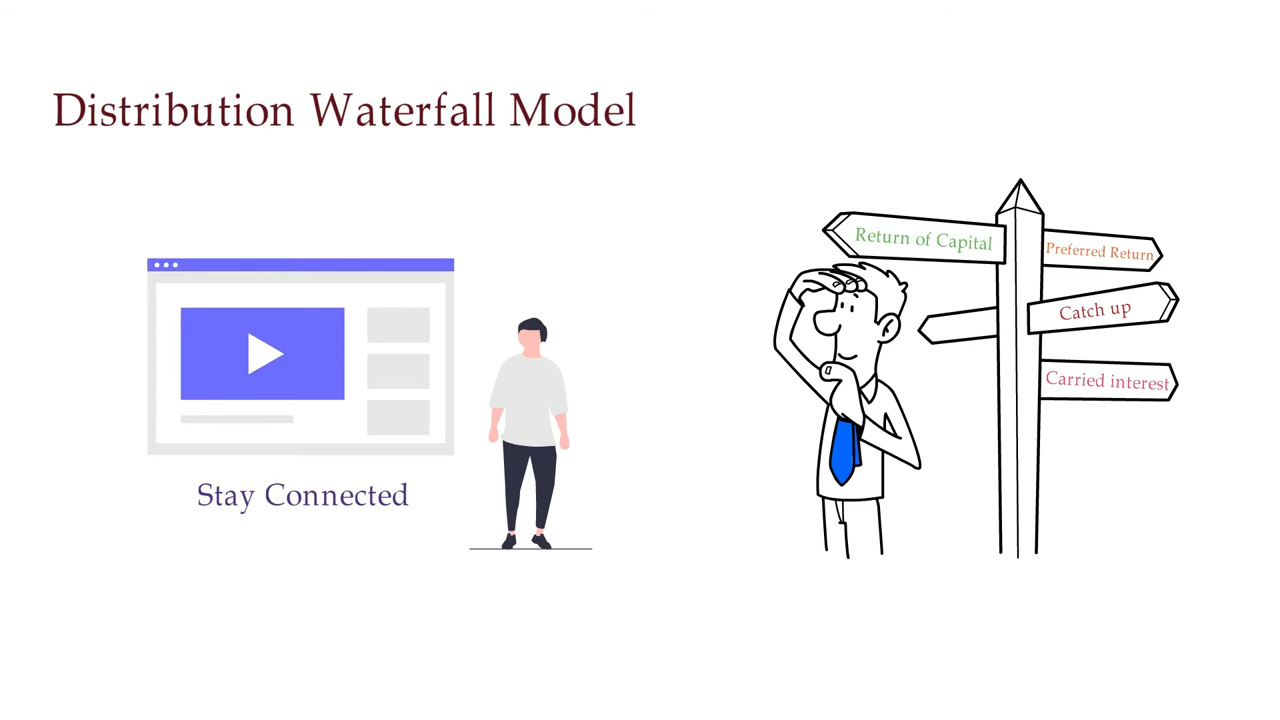 Distribution Waterfall Model
Return of Capital
Preferred Return
Catch up
Carried interest
Stay Connected